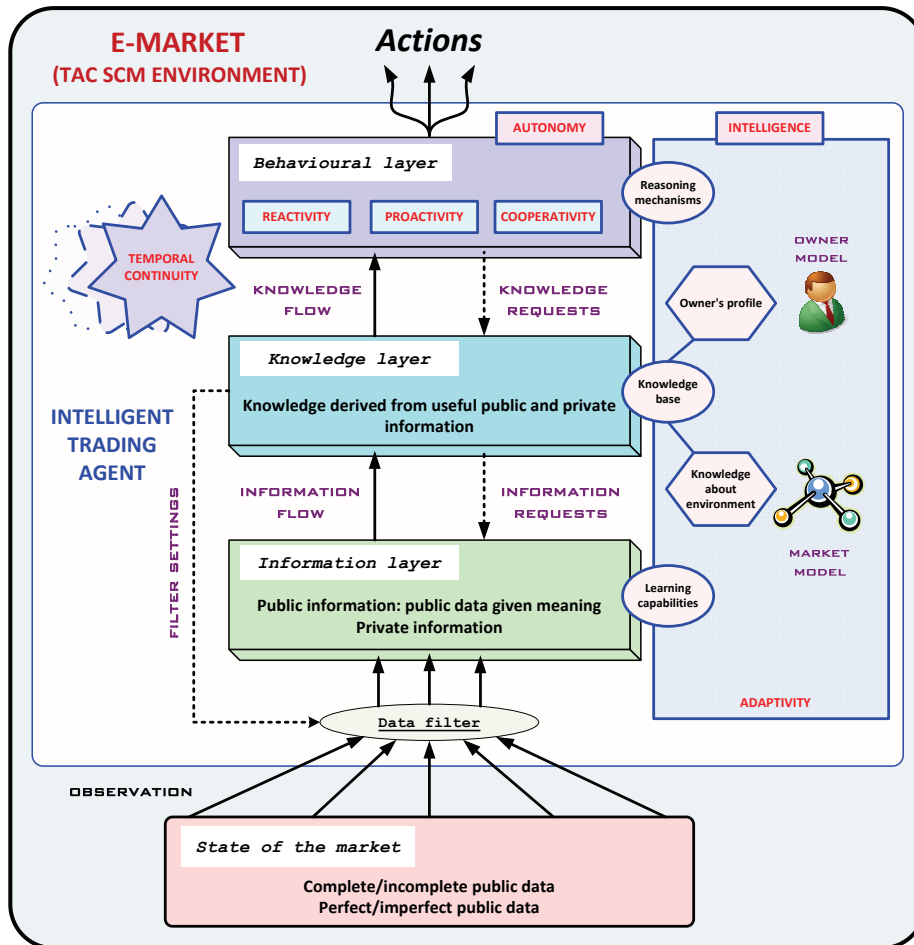 E-MARKET
(TAC SCM ENVIRONMENT)
Actions
AUTONOMY
INTELLIGENCE
Behavioural layer
REACTIVITY
PROACTIVITY
COOPERATIVITY
Reasoning
mechanisms
TEMPORAL
CONTINUITY
OWNER
MODEL
KNOWLEDGE
FLOW
KNOWLEDGE
REQUESTS
Owner's profile
Knowledge layer
Knowledge derived from useful public and private
information
Knowledge
base
INTELLIGENT
TRADING
AGENT
Knowledge
about
environment
INFORMATION
FLOW
INFORMATION
REQUESTS
FILTER SETTINGS
MARKET
MODEL
Information layer
Public information: public data given meaning
Private information
Learning
capabilities
ADAPTIVITY
Data filter
OBSERVATION
State of the market
Complete/incomplete public data
Perfect/imperfect public data